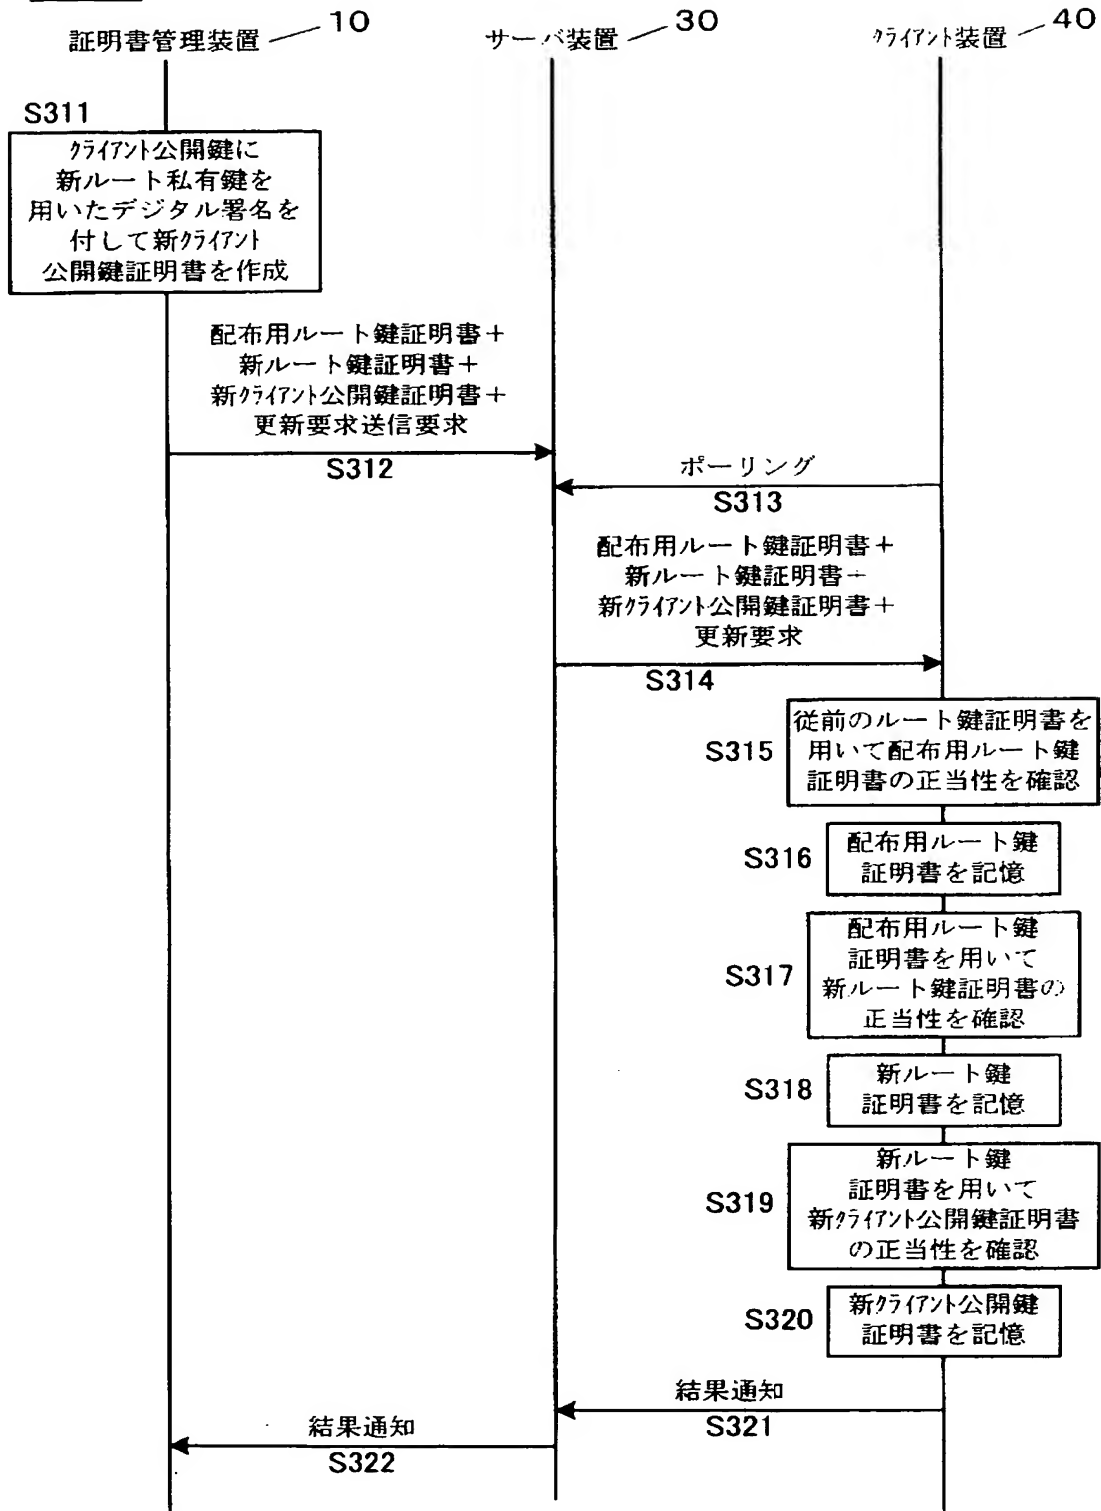 証明書管理装置 10
サーバ装置 30
クライアント装置 40
S311
クライアント公開鍵に
新ルート私有鍵を
用いたデジタル署名を
付して新クライアント
公開鍵証明書を作成
配布用ルート鍵証明書+
新ルート鍵証明書+
新クライアント公開鍵証明書+
更新要求送信要求
S312
ポーリング
S313
配布用ルート鍵証明書+
新ルート鍵証明書+
新クライアント公開鍵証明書+
更新要求
S314
S315
従前のルート鍵証明書を
用いて配布用ルート鍵
証明書の正当性を確認
S316
配布用ルート鍵
証明書を記憶
S317
配布用ルート鍵
証明書を用いて
新ルート鍵証明書の
正当性を確認
S318
新ルート鍵
証明書を記憶
S319
新ルート鍵
証明書を用いて
新クライアント公開鍵証明書
の正当性を確認
S320
新クライアント公開鍵
証明書を記憶
結果通知
S321
結果通知
S322